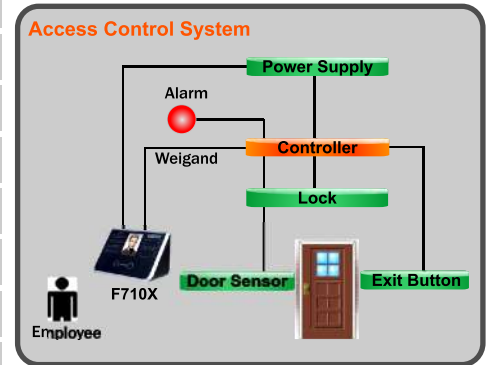 Access Control System
Power Supply
Alarm
Controller
Weigand
Lock
Door Sensor
Exit Button
F710X
Employee